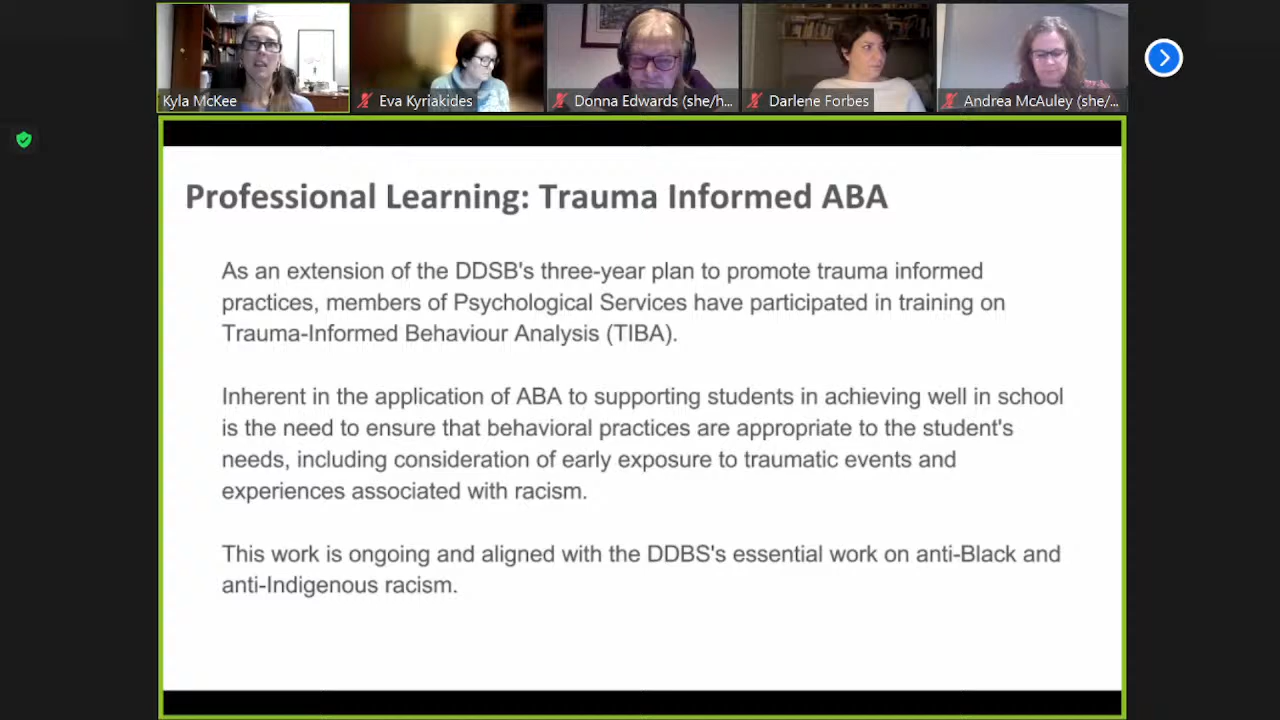 Kyla McKee
Eva Kyriakides
Donna Edwards (she/h...
Darlene Forbes
Andrea McAuley (she/...
Professional Learning: Trauma Informed ABA
As an extension of the DDSB's three-year plan to promote trauma informed
practices, members of Psychological Services have participated in training on
Trauma-Informed Behaviour Analysis (TIBA).
Inherent in the application of ABA to supporting students in achieving well in school
is the need to ensure that behavioral practices are appropriate to the student's
needs, including consideration of early exposure to traumatic events and
experiences associated with racism.
This work is ongoing and aligned with the DDBS's essential work on anti-Black and
anti-Indigenous racism.